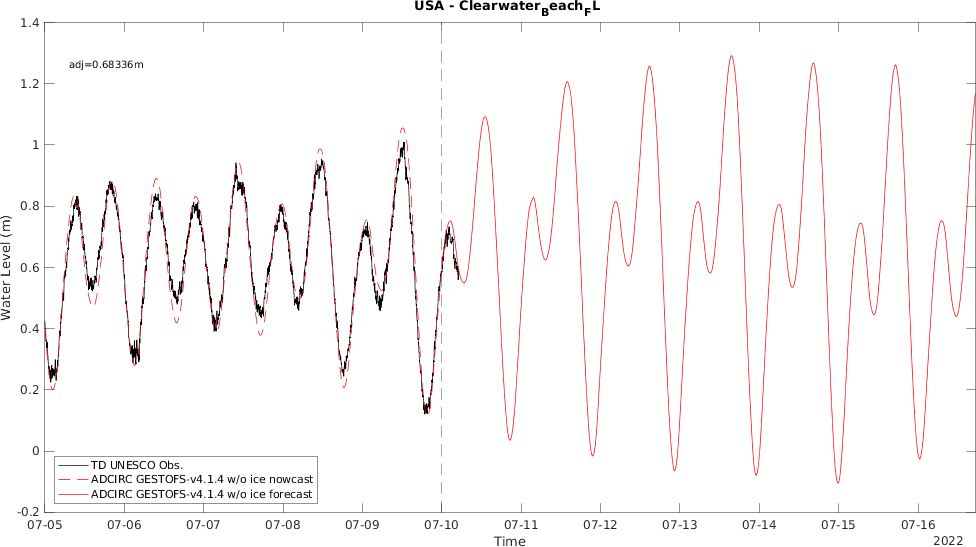 USA - Clearwater_Beach_FL
1.4
adj=0.68336m
1.2
1
0.8
0.6
0.4
0.2
0
-0.2
Water Level (m)
TD UNESCO Obs.
ADCIRC GESTOFS-v4.1.4 w/o ice nowcast
ADCIRC GESTOFS-v4.1.4 w/o ice forecast
07-05 07-06 07-07 07-08 07-09 07-10 07-11 07-12 07-13 07-14 07-15 07-16
Time
2022